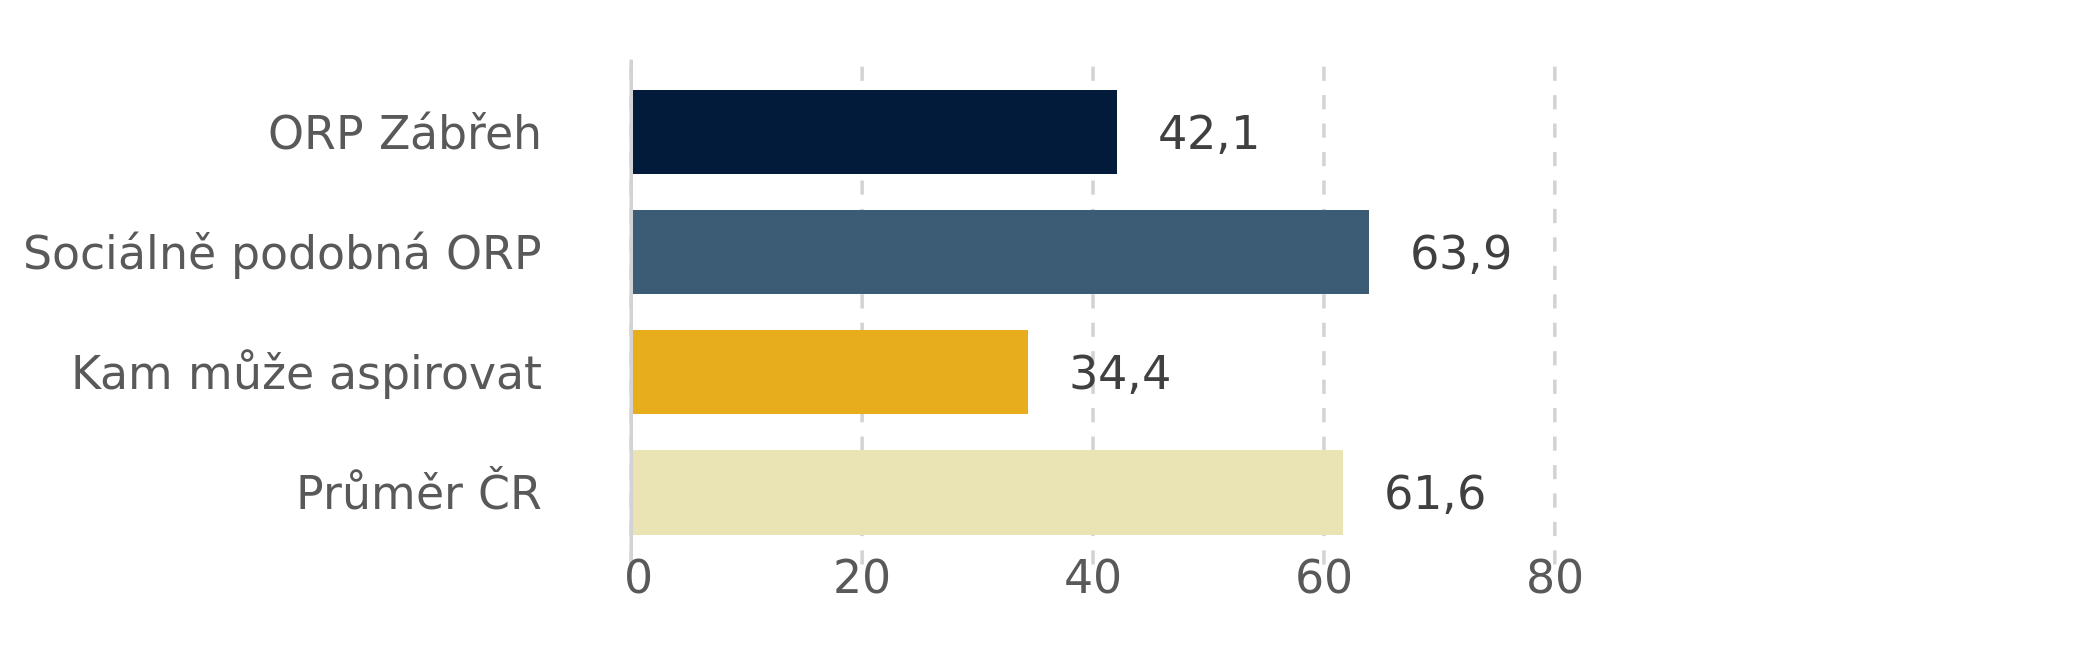 ORP Zábřeh 42,1
Sociálně podobná ORP 63,9
Kam může aspirovat 34,4
Průměr ČR 61,6
0 20 40 60 80